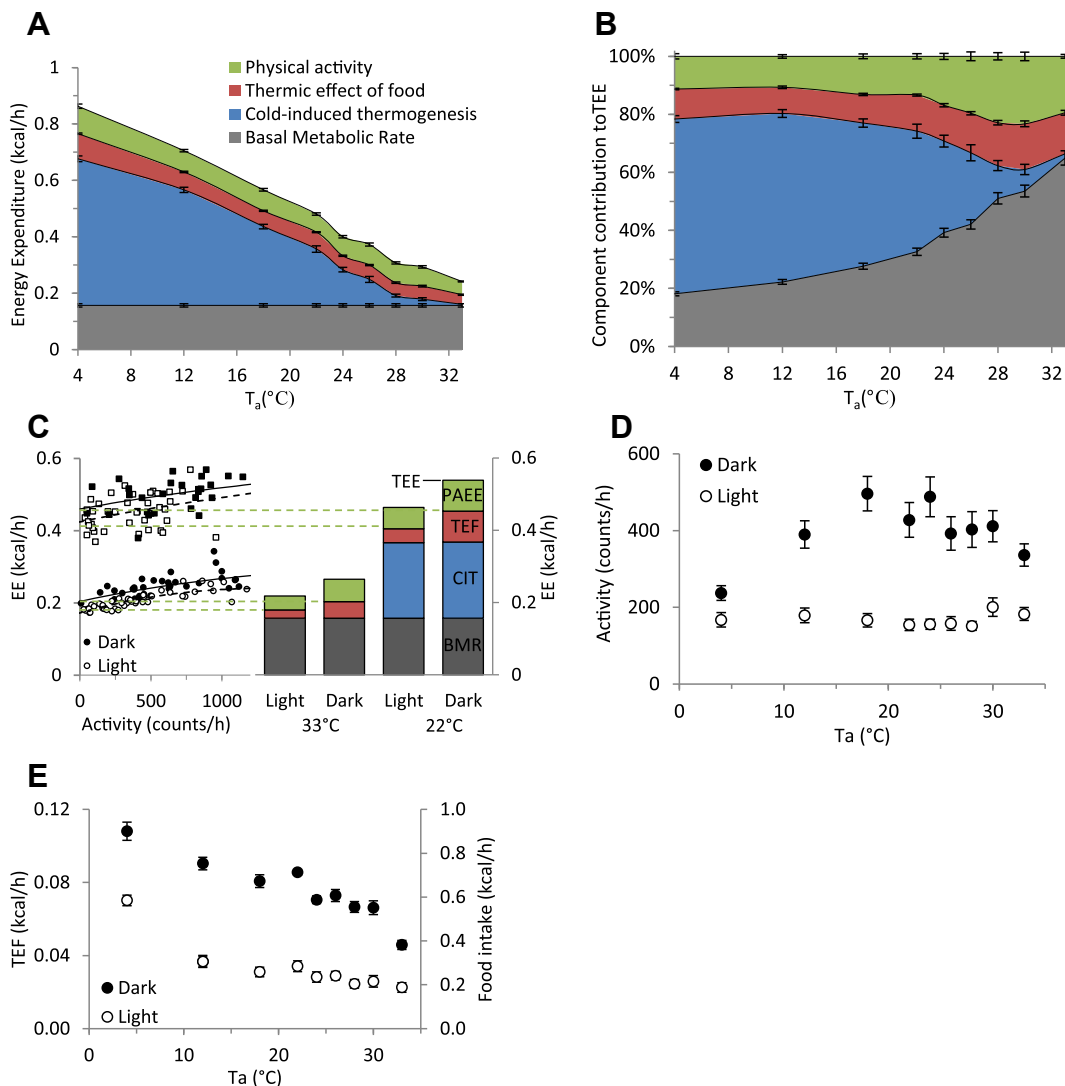 A
Physical activity
Thermic effect of food
Cold-induced thermogenesis
Basal Metabolic Rate
Energy Expenditure (kcal/h)
1
0.8
0.6
0.4
0.2
0
4 8 12 16 20 24 28 32
Ta(°C)
B
Component contribution toTEE
100%
80%
60%
40%
20%
0%
4 8 12 16 20 24 28 32
Ta(°C)
C
EE (kcal/h)
0.6
0.4
0.2
0
Dark
Light
0 500 1000
Activity (counts/h)
TEE
PAEE
TEF
CIT
BMR
Light Dark Light Dark
33°C 22°C
0.6
0.4
0.2
0
EE (kcal/h)
D
Dark
Light
Activity (counts/h)
600
400
200
0
0 10 20 30
Ta (°C)
E
TEF (kcal/h)
0.12
0.08
0.04
0.00
Dark
Light
0 10 20 30
Ta (°C)
1.0
0.8
0.6
0.4
0.2
0.0
Food intake (kcal/h)